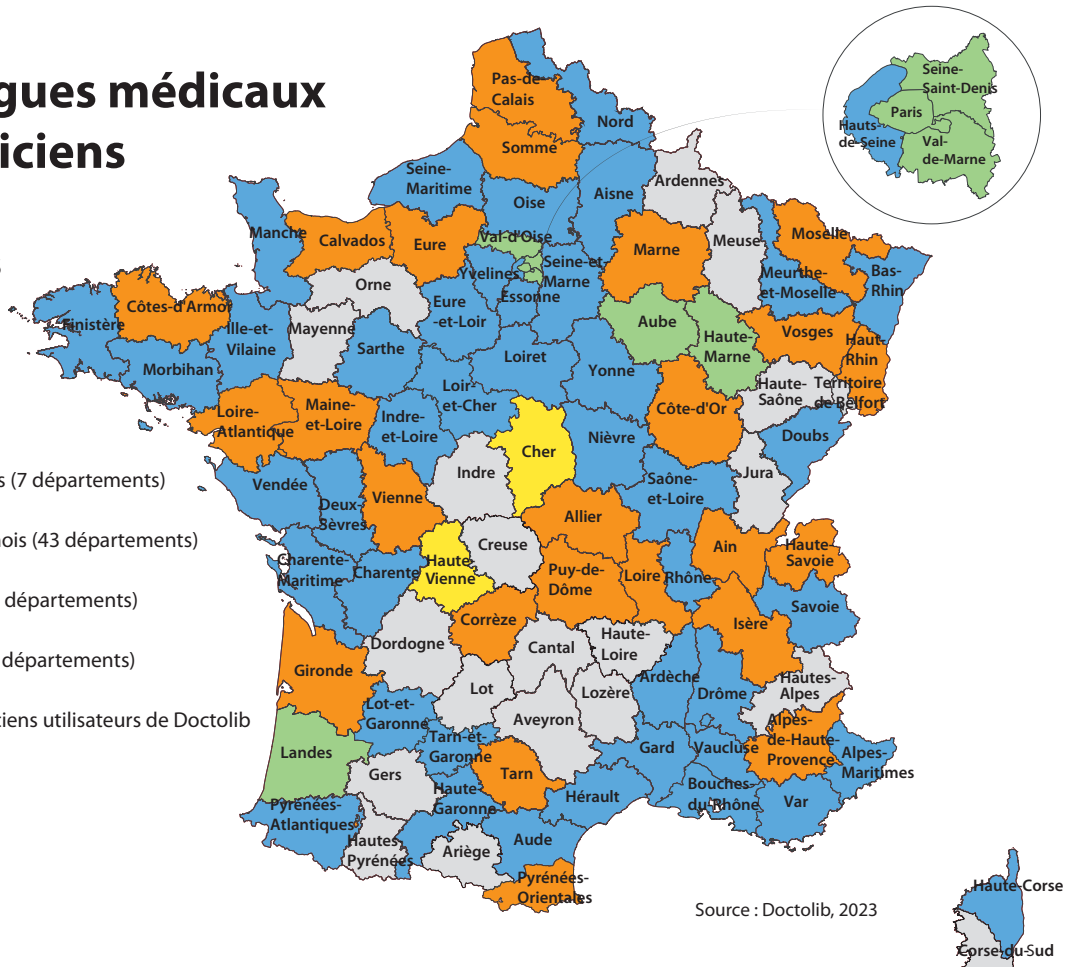 gues médicaux
iciens
s (7 départements)
nois (43 départements)
départements)
départements)
ciens utilisateurs de Doctolib
Seine-
Saint-Denis
Paris
Hauts-
de-Seine
Val-
de-Marne
Pas-de-
Calais
Nord
Somme
Seine-
Maritime
Oise
Aisne
Ardennes
Manche
Calvados
Eure
Val-d'Oise
Marne
Meuse
Moselle
Orne
Yvelines
Seine-et-
Marne
Meurthe-
et-Moselle
Bas-
Rhin
Côtes-d'Armor
Eure
-et-Loir
Essonne
Finistère
Ille-et-
Vilaine
Mayenne
Aube
Haute-
Marne
Vosges
Haut-
Rhin
Sarthe
Loiret
Morbihan
Yonne
Haute-
Saône
Territoire
de Belfort
Loir-
et-Cher
Loire-
Atlantique
Maine-
et-Loire
Indre-
et-Loire
Côte-d'Or
Cher
Nièvre
Doubs
Vendée
Indre
Jura
Deux-
Sèvres
Vienne
Saône-
et-Loire
Allier
Charente-
Maritime
Charente
Haute
Vienne
Creuse
Puy-de-
Dôme
Loire
Rhône
Ain
Haute-
Savoie
Savoie
Corrèze
Isère
Dordogne
Cantal
Haute-
Loire
Gironde
Ardèche
Drôme
Hautes-
Alpes
Lot
Lozère
Lot-et-
Garonne
Aveyron
Alpes-
de-Haute-
Provence
Landes
Tarn-et-
Garonne
Gard
Vaucluse
Alpes-
Maritimes
Gers
Tarn
Haute-
Garonne
Hérault
Bouches-
du-Rhône
Var
Pyrénées-
Atlantiques
Hautes-
Pyrénées
Ariège
Aude
Pyrénées-
Orientales
Haute-Corse
Source : Doctolib, 2023
Corse-du-Sud